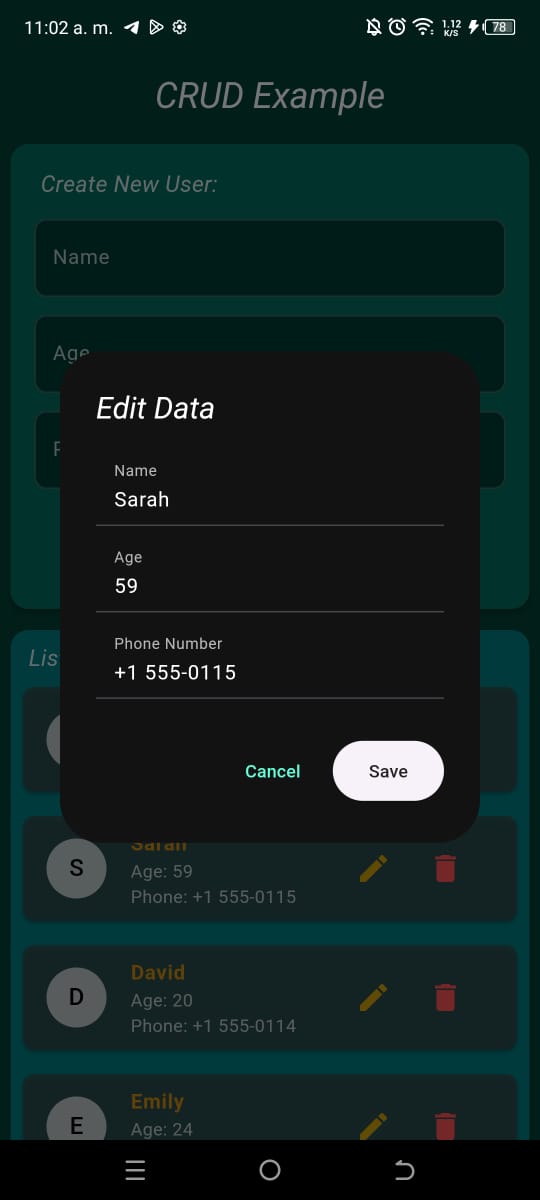 11:02 a. m.
1.12
K/S
78
CRUD Example
Create New User:
Name
Age
Edit Data
Name
Sarah
Age
59
Phone Number
+1 555-0115
Cancel
Save
Sarah
S
Age: 59
Phone: +1 555-0115
David
D
Age: 20
Phone: +1 555-0114
Emily
E
Age: 24